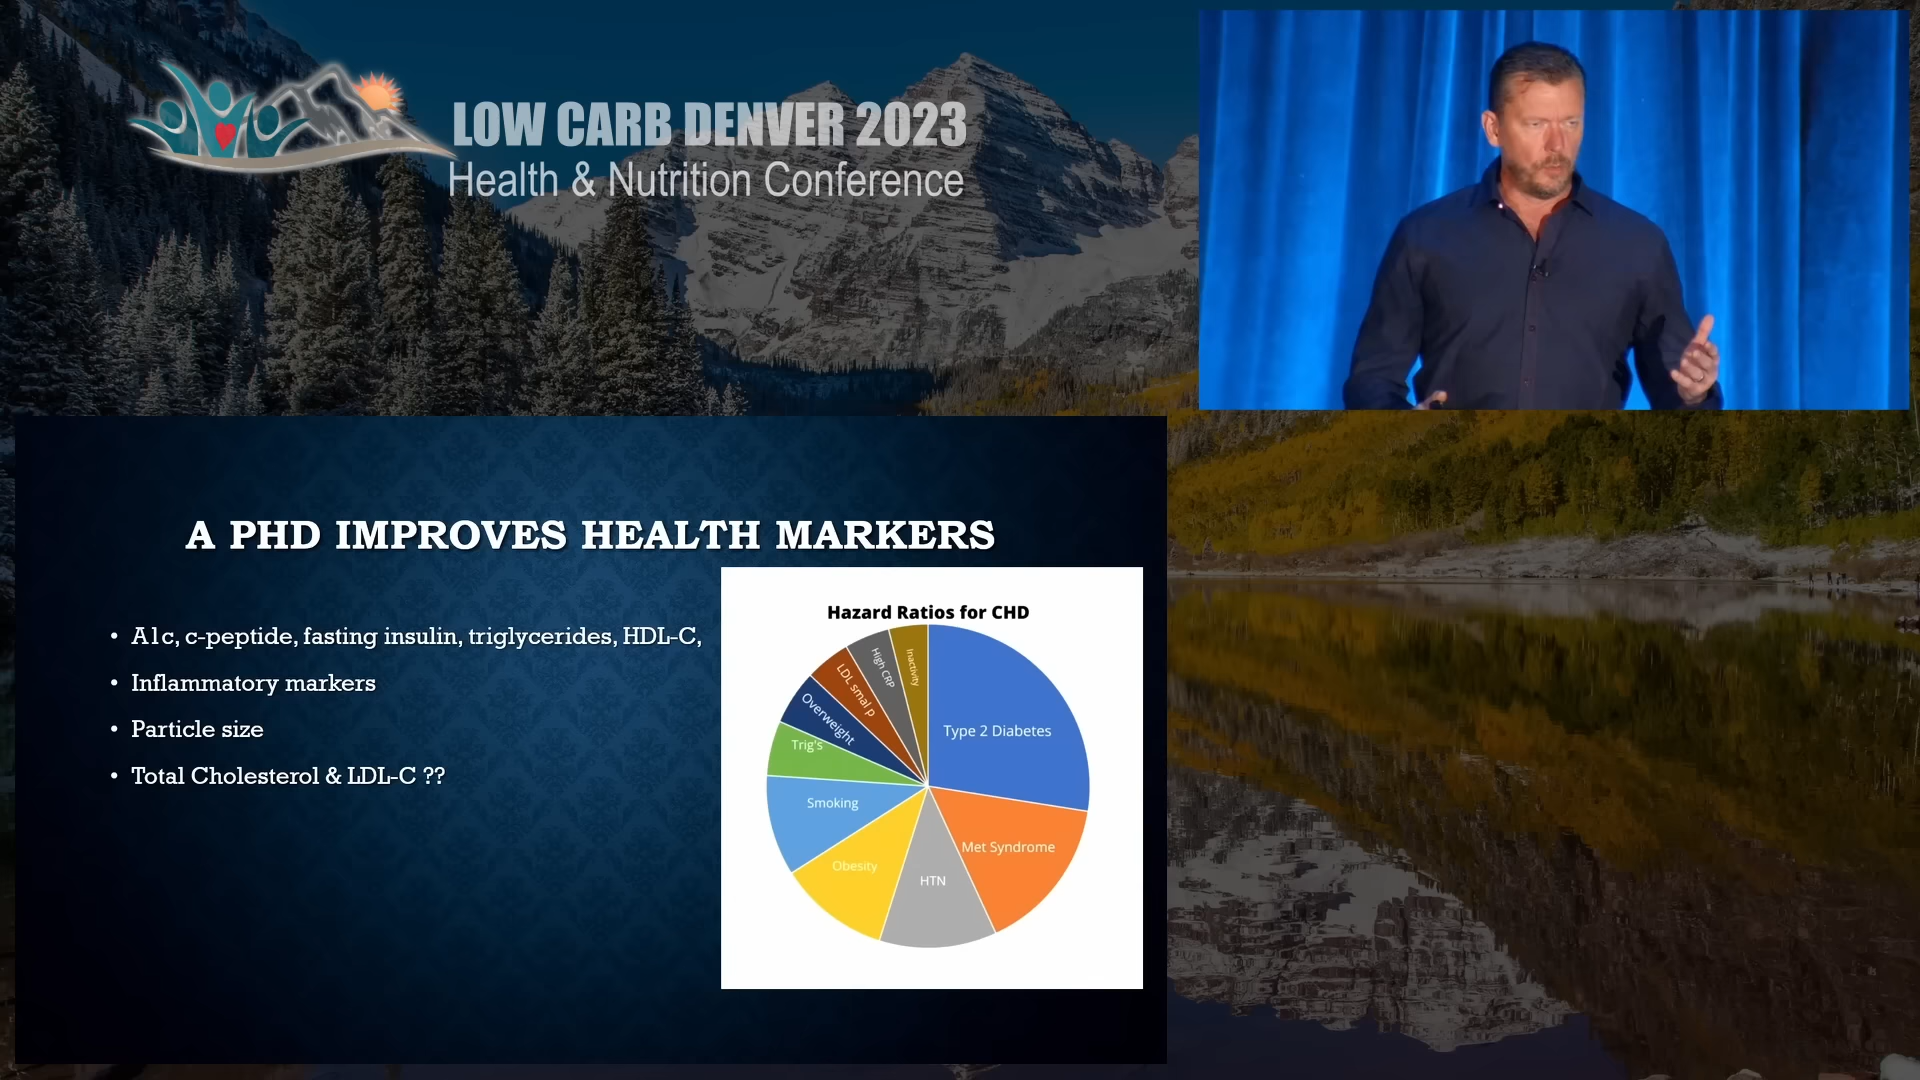 LOW CARB DENVER 2023
Health & Nutrition Conference
A PHD IMPROVES HEALTH MARKERS
• A1c, c-peptide, fasting insulin, triglycerides, HDL-C,
• Inflammatory markers
• Particle size
• Total Cholesterol & LDL-C ??
Hazard Ratios for CHD
Inactivity
High CRP
LDL smal p
Overweight
Trig's
Smoking
Obesity
HTN
Met Syndrome
Type 2 Diabetes